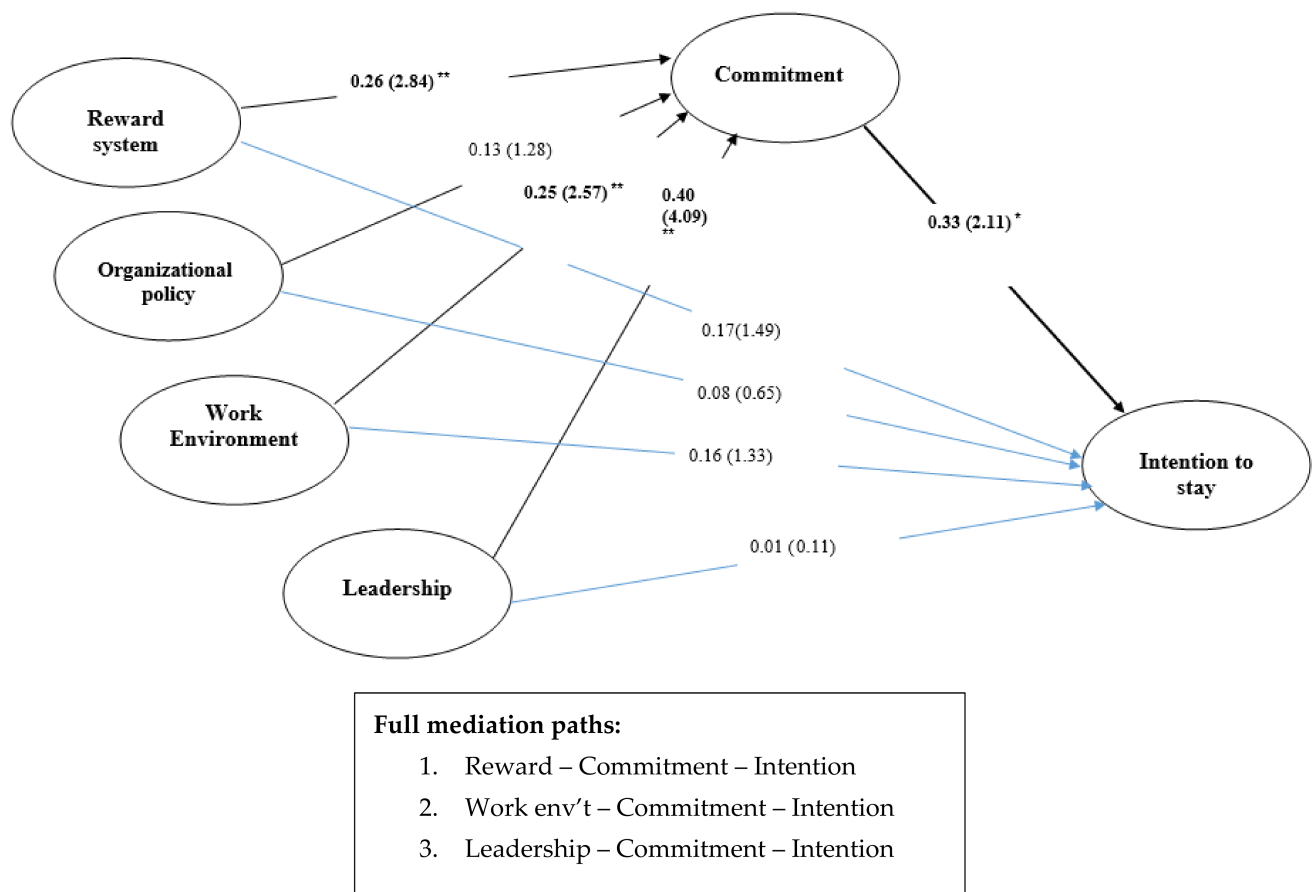 Commitment
0.26 (2.84) **
Reward
system
0.13 (1.28)
0.25 (2.57) **
0.40
(4.09)
**
0.33 (2.11) *
Organizational
policy
0.17(1.49)
0.08 (0.65)
Work
Environment
0.16 (1.33)
Intention to
stay
0.01 (0.11)
Leadership
Full mediation paths:
1. Reward – Commitment – Intention
2. Work env’t – Commitment – Intention
3. Leadership – Commitment – Intention